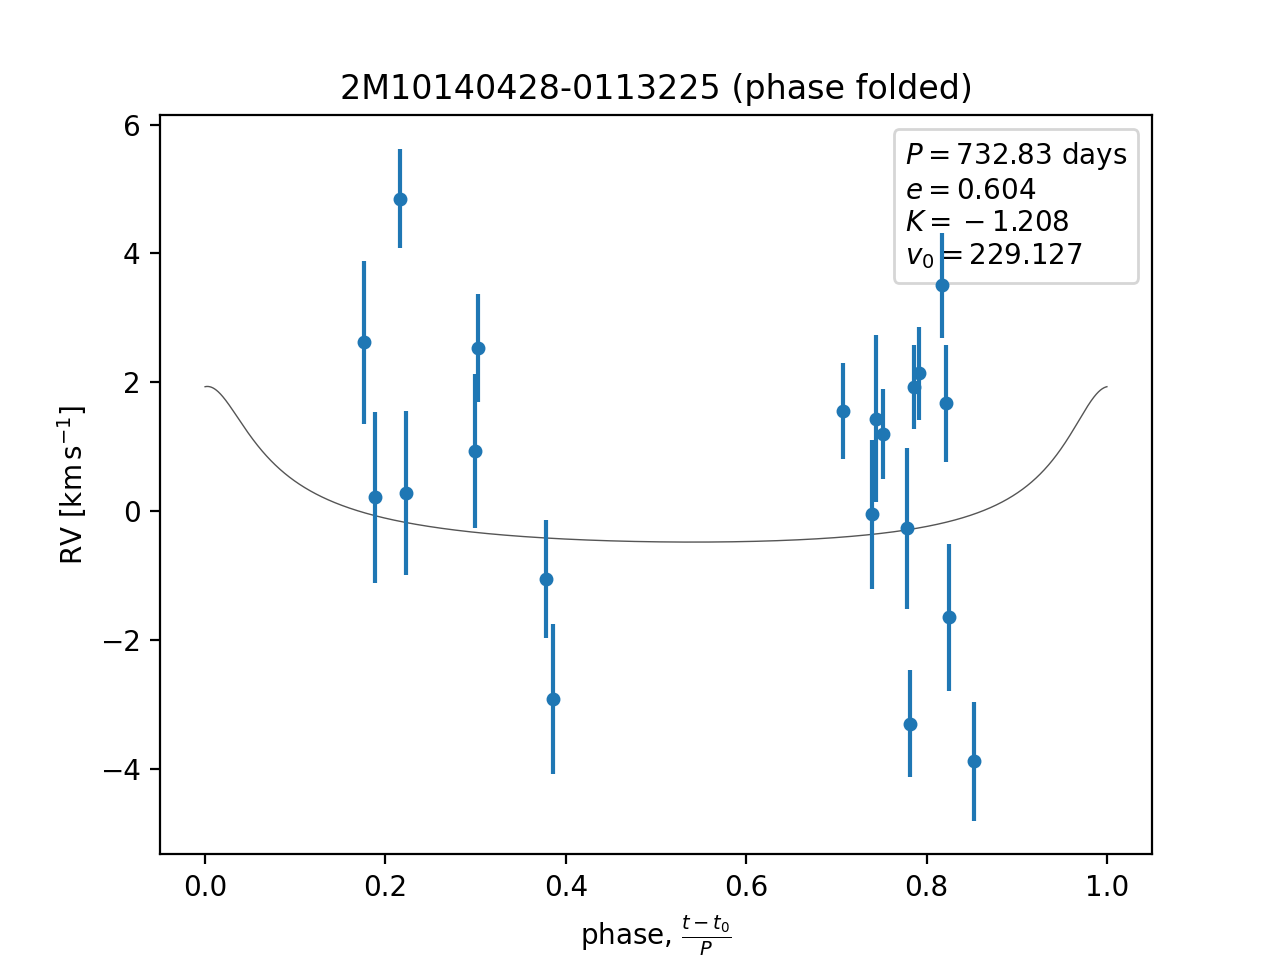 2M10140428-0113225 (phase folded)
P = 732.83 days
e = 0.604
K = −1.208
v₀ = 229.127
RV [km s⁻¹]
6
4
2
0
−2
−4
0.0 0.2 0.4 0.6 0.8 1.0
phase, (t − t₀)/P